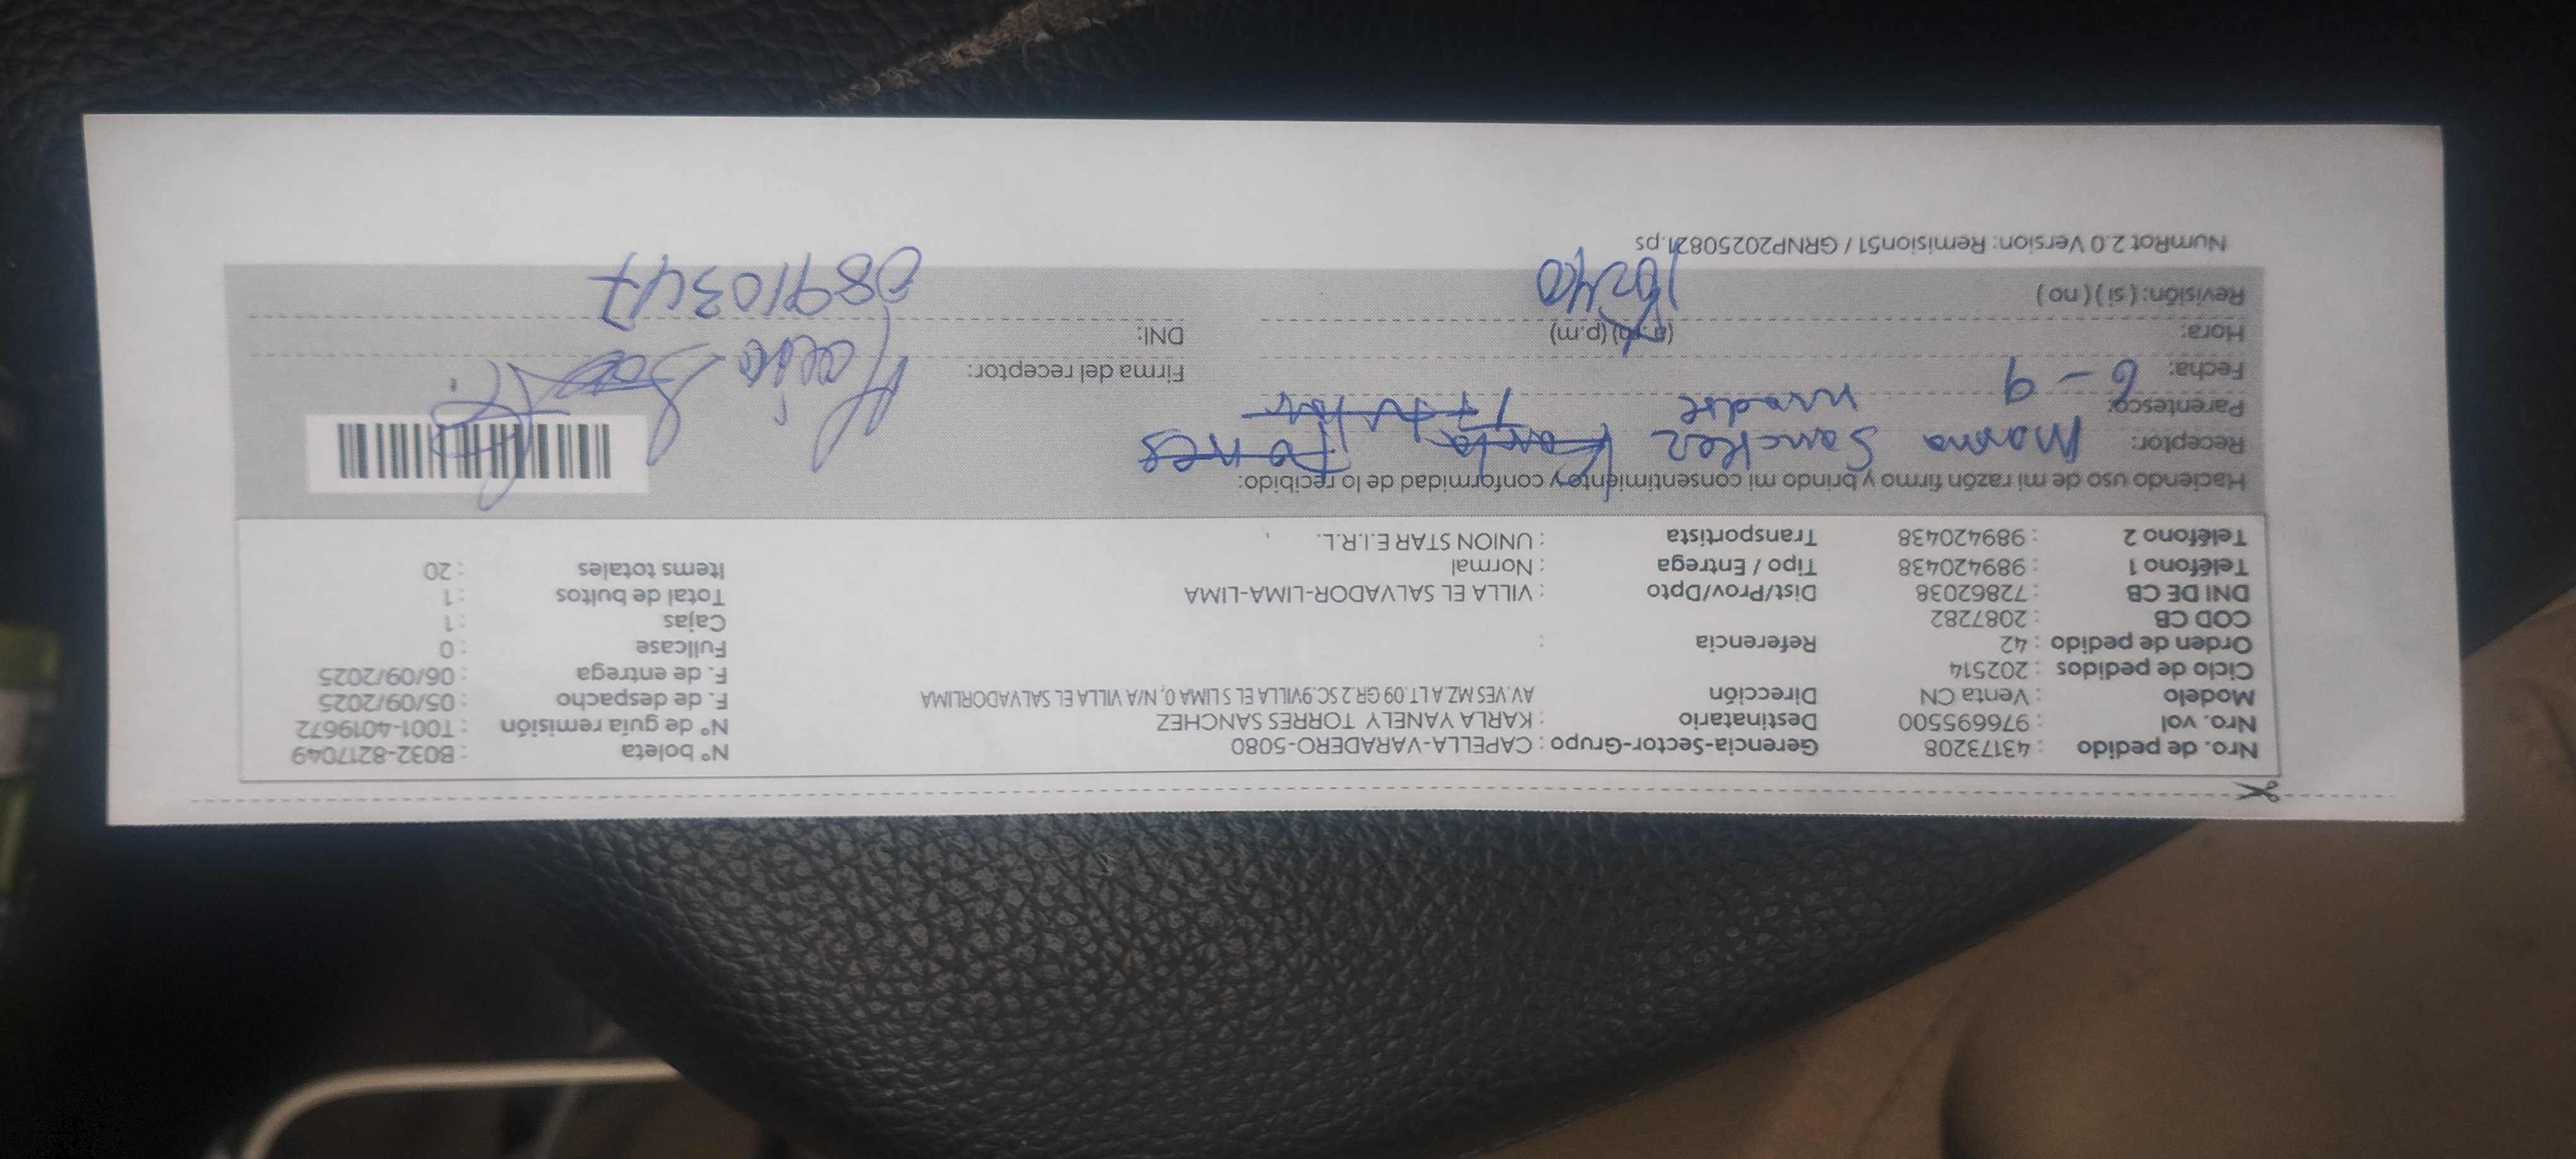 Nro. de pedido : 43173208 Gerencia-Sector-Grupo : CAPELLA-VARADERO-5080 N° boleta : B032-8217049
Nro. vol : 976695500 Destinatario : KARLA YANELY TORRES SANCHEZ N° de guía remisión : T001-4019672
Modelo : Venta CN Dirección AV.VES MZ A LT 09 GR 2 SC 9VILLA EL S LIMA 0, N/A VILLA EL SALVADORLIMA F. de despacho : 05/09/2025
Ciclo de pedidos : 202514 F. de entrega : 06/09/2025
Orden de pedido : 42 Referencia : Fullcase : 0
COD CB : 2087282 Cajas : 1
DNI DE CB : 72862038 Dist/Prov/Dpto : VILLA EL SALVADOR-LIMA-LIMA Total de bultos : 1
Teléfono 1 : 989420438 Tipo / Entrega : Normal Items totales : 20
Teléfono 2 : 989420438 Transportista : UNION STAR E.I.R.L.
Haciendo uso de mi razón firmo y brindo mi consentimiento y conformidad de lo recibido:
Receptor: Sanchez Karla Torres
Parentesco: madre Titular
Fecha: 6-9 Firma del receptor:
Hora: (a.m) (p.m) 10:40 DNI: 08910347
Revisión: ( si ) ( no )
NumRot 2.0 Version: Remision51 / GRNP20250821.ps